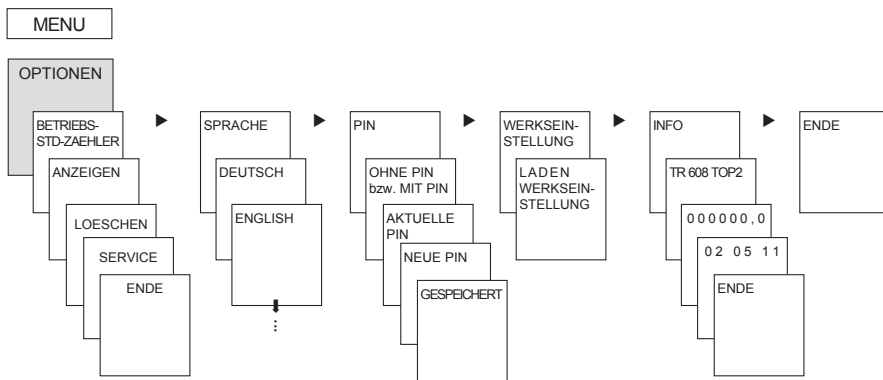 MENU
OPTIONEN
BETRIEBS-
STD-ZAEHLER
ANZEIGEN
LOESCHEN
SERVICE
ENDE
SPRACHE
DEUTSCH
ENGLISH
...
PIN
OHNE PIN
bzw. MIT PIN
AKTUELLE
PIN
NEUE PIN
GESPEICHERT
WERKSEIN-
STELLUNG
LADEN
WERKSEIN-
STELLUNG
INFO
TR 608 TOP2
000000,0
02 05 11
ENDE
ENDE